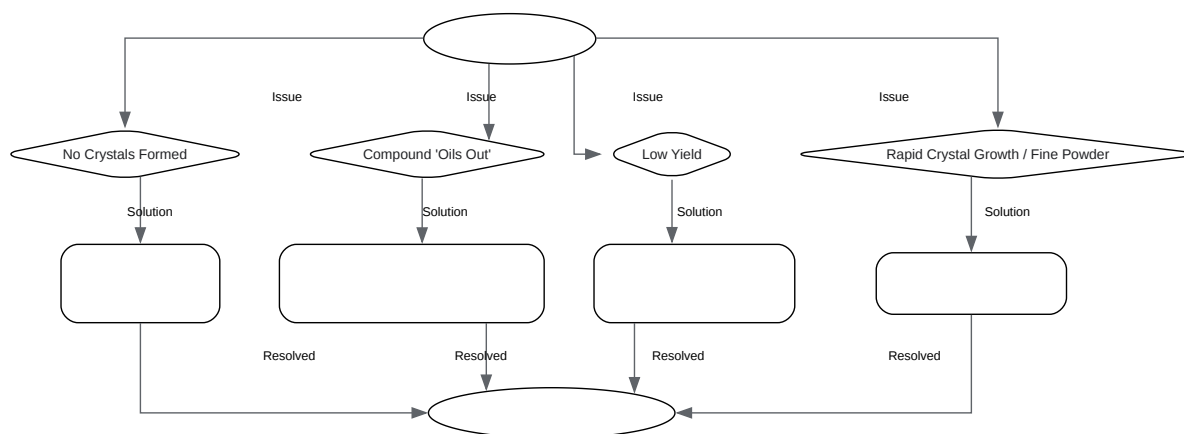 Issue
Issue
Issue
Issue
No Crystals Formed
Compound 'Oils Out'
Low Yield
Rapid Crystal Growth / Fine Powder
Solution
Solution
Solution
Solution
Resolved
Resolved
Resolved
Resolved